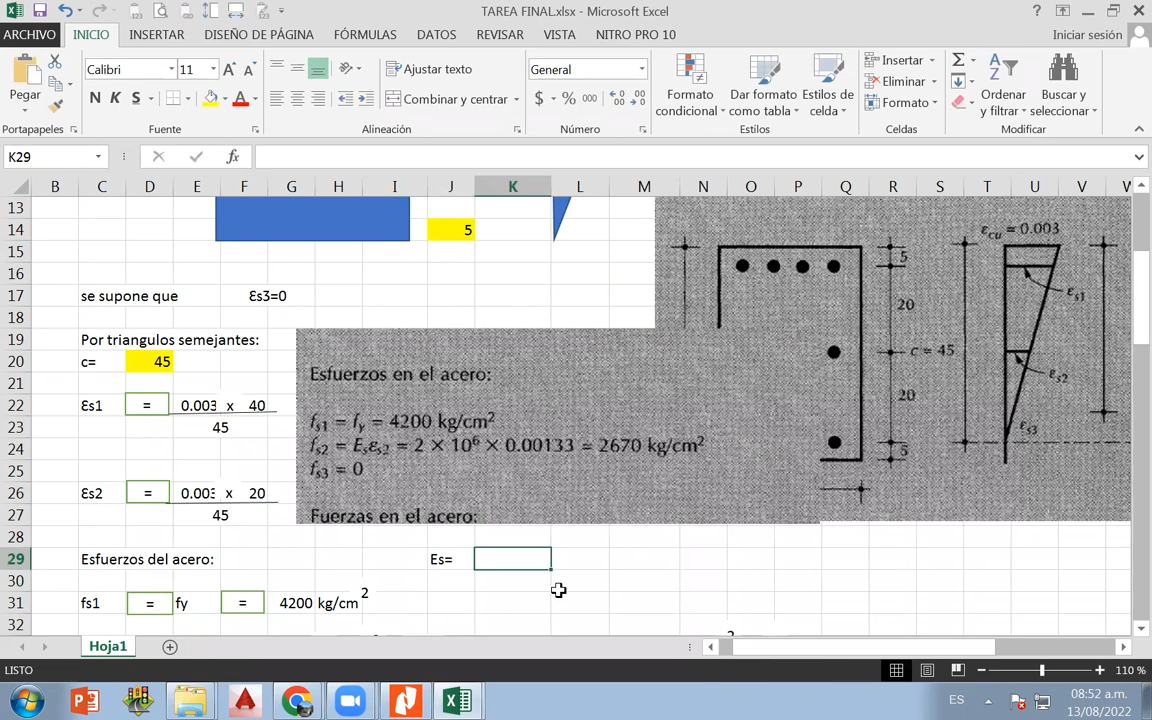 TAREA FINAL.xlsx - Microsoft Excel
ARCHIVO INICIO INSERTAR DISEÑO DE PÁGINA FÓRMULAS DATOS REVISAR VISTA NITRO PRO 10 Iniciar sesión
Calibri 11 Ajustar texto General Insertar
Pegar N K S Combinar y centrar $ % 000 Formato condicional Dar formato como tabla Estilos de celda Eliminar Formato Ordenar y filtrar Buscar y seleccionar
Portapapeles Fuente Alineación Número Estilos Celdas Modificar
K29 fx
B C D E F G H I J K L M N O P Q R S T U V W
13
14 5
15
16
17 se supone que Ɛs3=0
18
19 Por triangulos semejantes:
20 c= 45
21
22 Ɛs1 = 0.003 x 40
23 45
24
25
26 Ɛs2 = 0.003 x 20
27 45
28
29 Esfuerzos del acero: Es=
30
31 fs1 = fy = 4200 kg/cm 2
32 2
Esfuerzos en el acero:
fs1 = fy = 4200 kg/cm²
fs2 = Esεs2 = 2 × 10⁶ × 0.00133 = 2670 kg/cm²
fs3 = 0
Fuerzas en el acero:
εcu = 0.003
5
εs1
20
c = 45
εs2
20
εs3
5
Hoja1
LISTO 110 %
ES 08:52 a.m.
13/08/2022